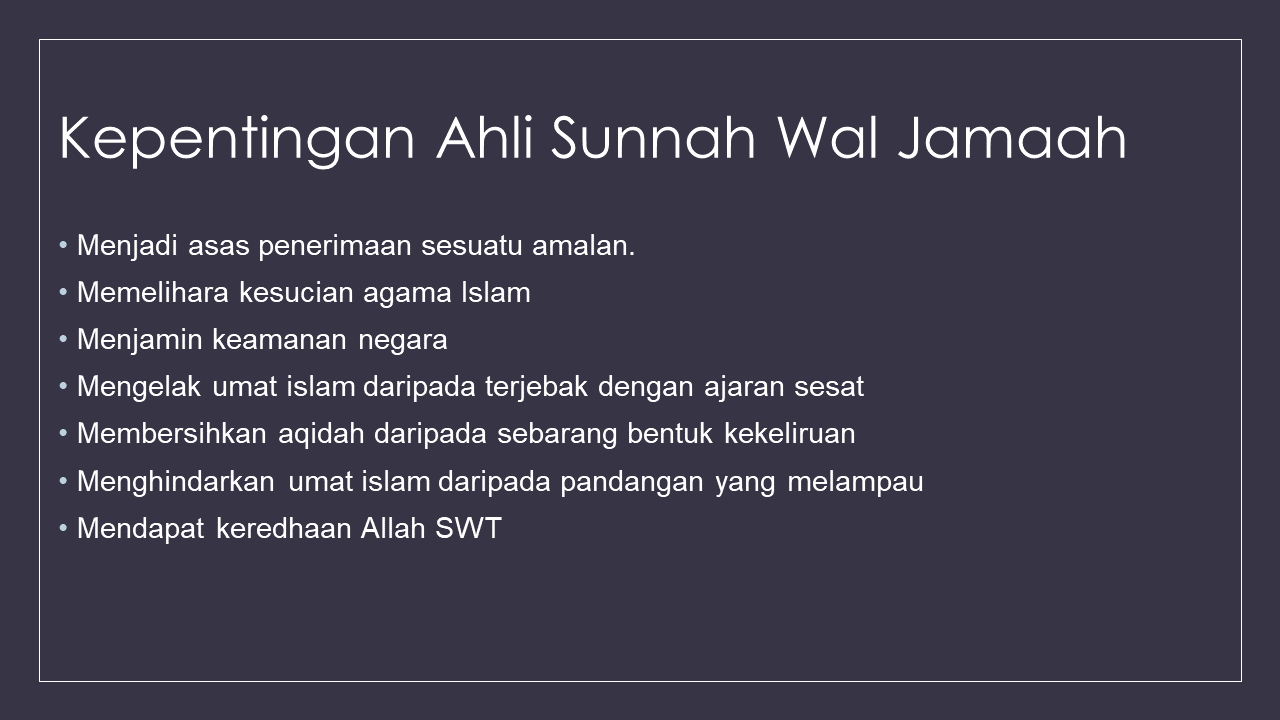 Kepentingan Ahli Sunnah Wal Jamaah
• Menjadi asas penerimaan sesuatu amalan.
• Memelihara kesucian agama Islam
• Menjamin keamanan negara
• Mengelak umat islam daripada terjebak dengan ajaran sesat
• Membersihkan aqidah daripada sebarang bentuk kekeliruan
• Menghindarkan umat islam daripada pandangan yang melampau
• Mendapat keredhaan Allah SWT